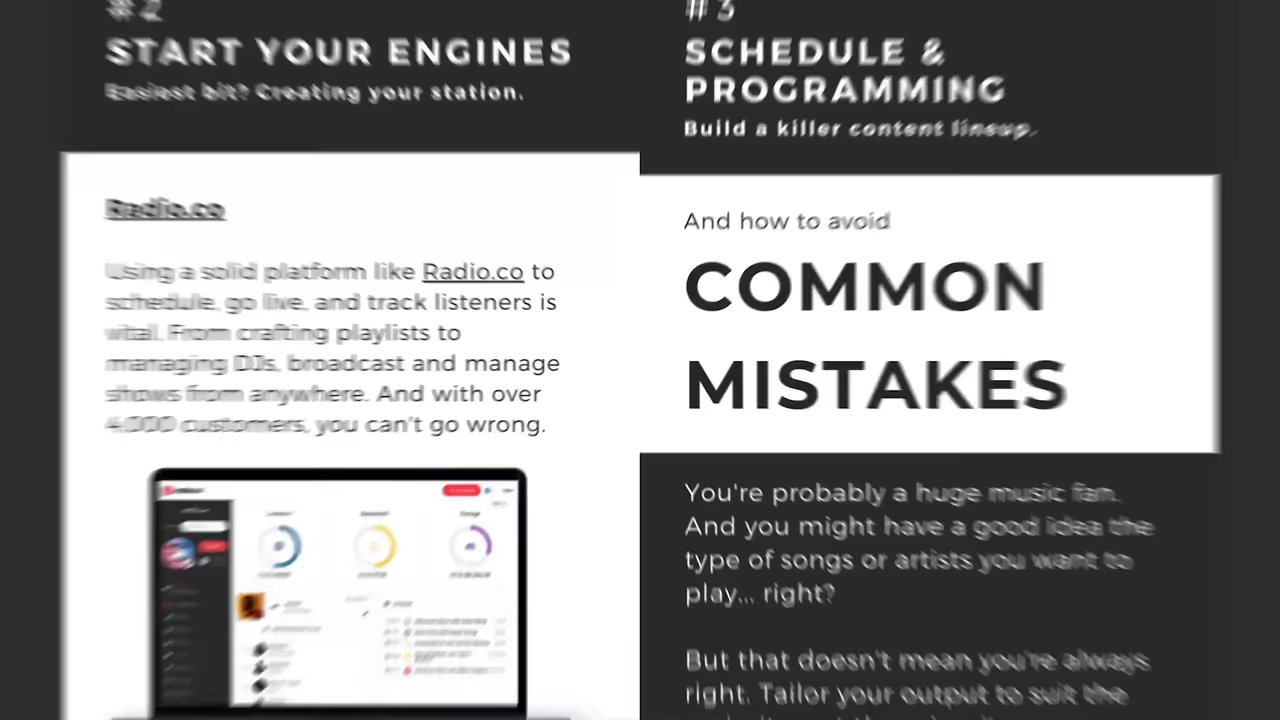 #2
START YOUR ENGINES
Easiest bit? Creating your station.
Radio.co
Using a solid platform like Radio.co to
schedule, go live, and track listeners is
vital. From crafting playlists to
managing DJs, broadcast and manage
shows from anywhere. And with over
4,000 customers, you can't go wrong.
#3
SCHEDULE &
PROGRAMMING
Build a killer content lineup.
And how to avoid
COMMON
MISTAKES
You're probably a huge music fan.
And you might have a good idea the
type of songs or artists you want to
play... right?
But that doesn't mean you're always
right. Tailor your output to suit the